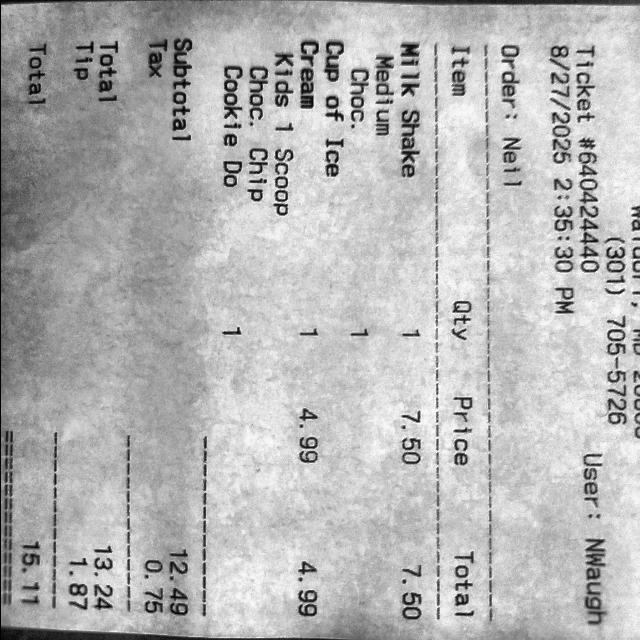 (301) 705-5726
Ticket #640424440 User: NWaugh
8/27/2025 2:35:30 PM
Order: Neil
Item Qty Price Total
Milk Shake 1 7.50 7.50
Medium
Choc. 1
Cup of Ice
Cream 1 4.99 4.99
Kids 1 Scoop
Choc. Chip
Cookie Do 1
Subtotal 12.49
Tax 0.75
Total 13.24
Tip 1.87
Total 15.11